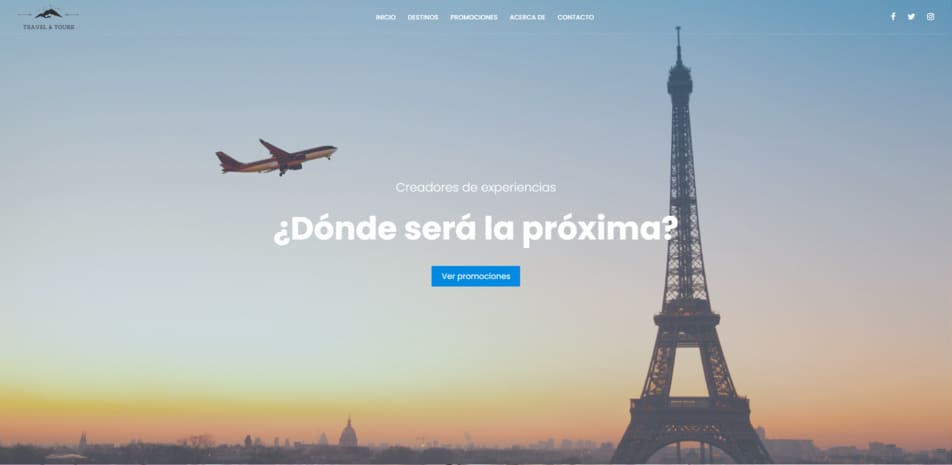 TRAVEL & TOURS
INICIO DESTINOS PROMOCIONES ACERCA DE CONTACTO
Creadores de experiencias
¿Dónde será la próxima?
Ver promociones